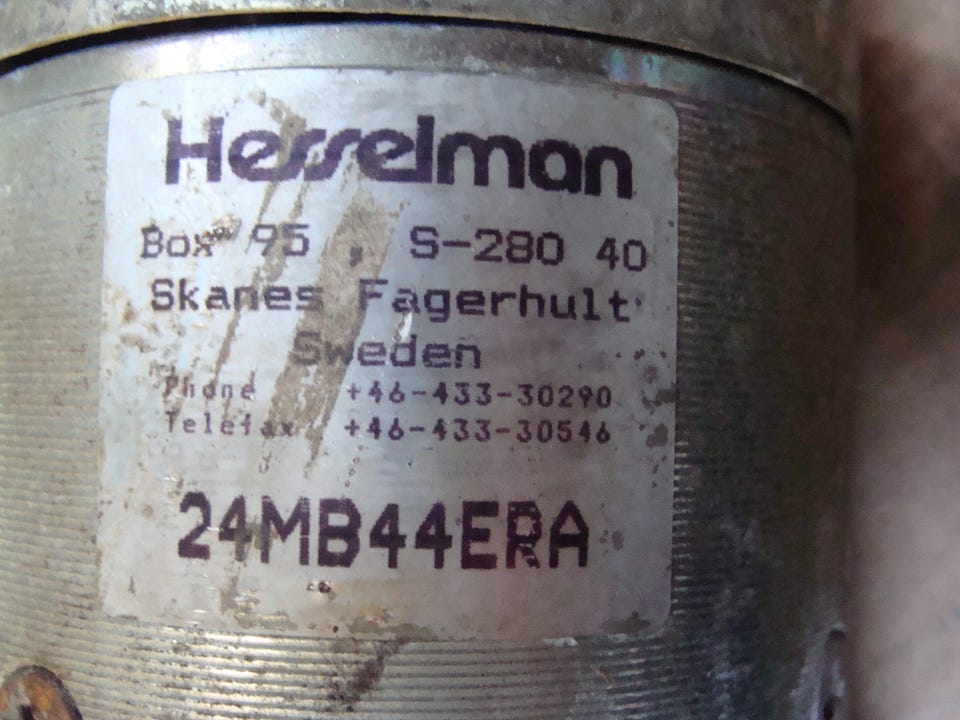 Hesselman
Box 95 , S-280 40
Skanes Fagerhult
Sweden
Phone +46-433-30290
Telefax +46-433-30546
24MB44ERA